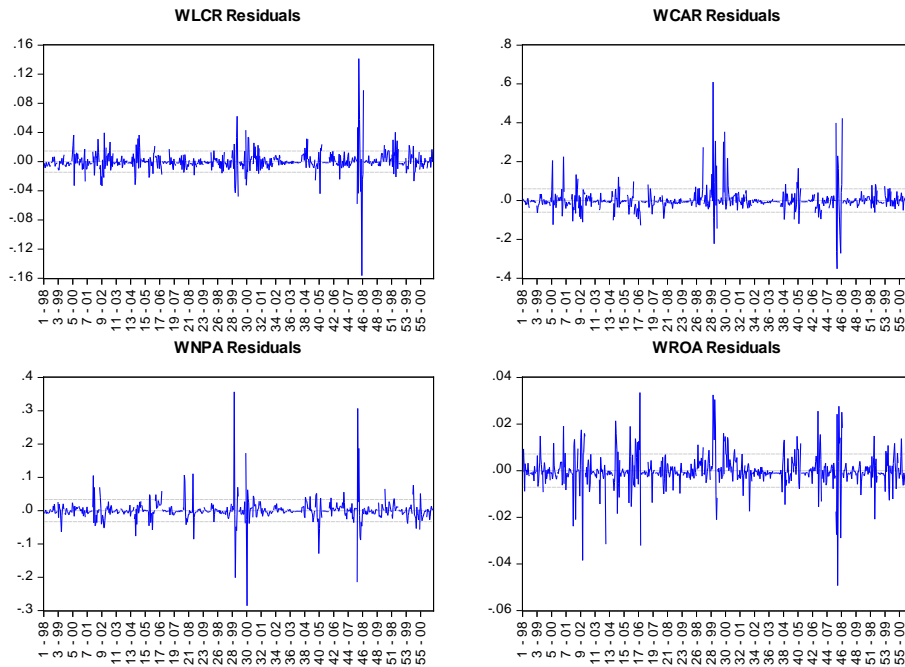 WLCR Residuals
.16
.12
.08
.04
.00
-.04
-.08
-.12
-.16
1 - 98
3 - 99
5 - 00
7 - 01
9 - 02
11 - 03
13 - 04
15 - 05
17 - 06
19 - 07
21 - 08
23 - 09
26 - 98
28 - 99
30 - 00
32 - 01
34 - 02
36 - 03
38 - 04
40 - 05
42 - 06
44 - 07
46 - 08
48 - 09
51 - 98
53 - 99
55 - 00
WCAR Residuals
.8
.6
.4
.2
.0
-.2
-.4
1 - 98
3 - 99
5 - 00
7 - 01
9 - 02
11 - 03
13 - 04
15 - 05
17 - 06
19 - 07
21 - 08
23 - 09
26 - 98
28 - 99
30 - 00
32 - 01
34 - 02
36 - 03
38 - 04
40 - 05
42 - 06
44 - 07
46 - 08
48 - 09
51 - 98
53 - 99
55 - 00
WNPA Residuals
.4
.3
.2
.1
.0
-.1
-.2
-.3
1 - 98
3 - 99
5 - 00
7 - 01
9 - 02
11 - 03
13 - 04
15 - 05
17 - 06
19 - 07
21 - 08
23 - 09
26 - 98
28 - 99
30 - 00
32 - 01
34 - 02
36 - 03
38 - 04
40 - 05
42 - 06
44 - 07
46 - 08
48 - 09
51 - 98
53 - 99
55 - 00
WROA Residuals
.04
.02
.00
-.02
-.04
-.06
1 - 98
3 - 99
5 - 00
7 - 01
9 - 02
11 - 03
13 - 04
15 - 05
17 - 06
19 - 07
21 - 08
23 - 09
26 - 98
28 - 99
30 - 00
32 - 01
34 - 02
36 - 03
38 - 04
40 - 05
42 - 06
44 - 07
46 - 08
48 - 09
51 - 98
53 - 99
55 - 00